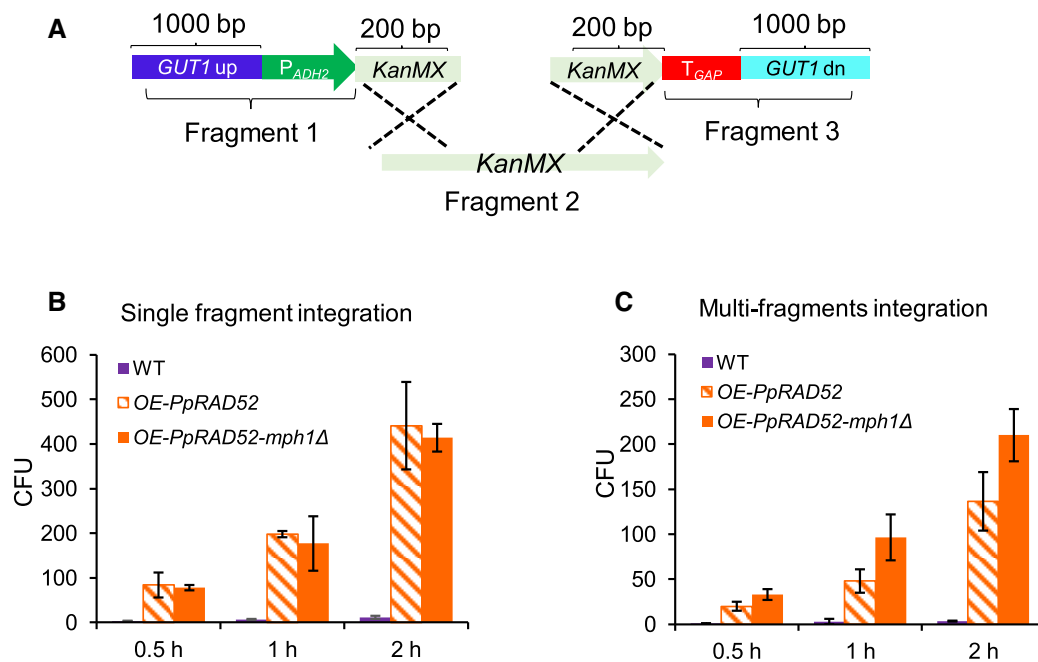 A
1000 bp 200 bp 200 bp 1000 bp
GUT1 up P_ADH2 KanMX KanMX T_GAP GUT1 dn
Fragment 1 Fragment 3
KanMX
Fragment 2
B Single fragment integration
600
500
400
300
200
100
0
CFU
WT
OE-PpRAD52
OE-PpRAD52-mph1Δ
0.5 h 1 h 2 h
C Multi-fragments integration
300
250
200
150
100
50
0
CFU
WT
OE-PpRAD52
OE-PpRAD52-mph1Δ
0.5 h 1 h 2 h